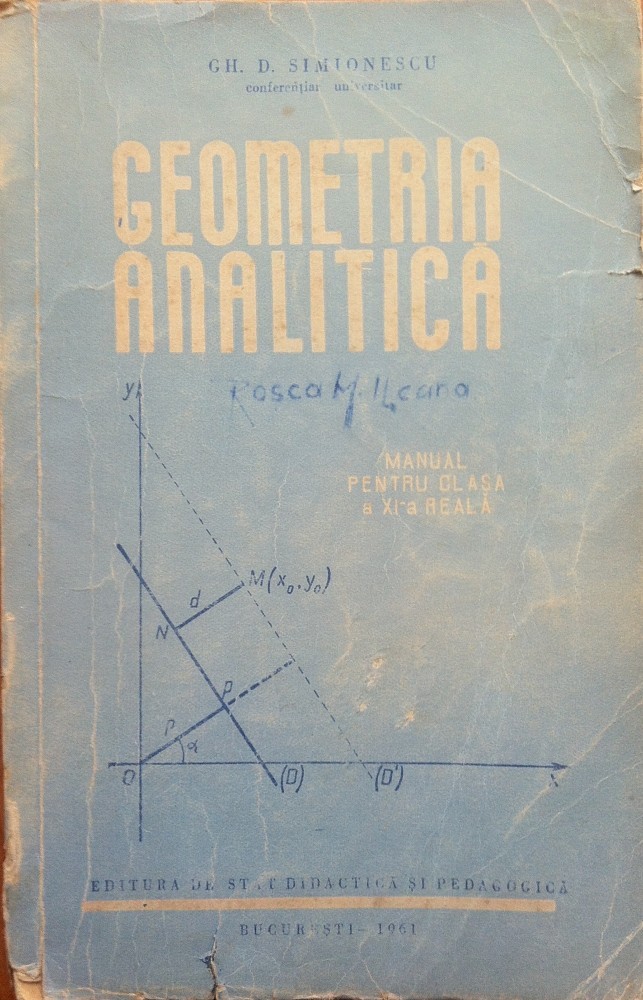 GH. D. SIMIONESCU
conferențiar universitar
GEOMETRIA
ANALITICĂ
Rosca M. Ileana
MANUAL
PENTRU CLASA
a XI-a REALĂ
y
M(x₀,y₀)
d
N
P
p
α
O
(D)
(D')
x
EDITURA DE STAT DIDACTICĂ ȘI PEDAGOGICĂ
BUCUREȘTI – 1961